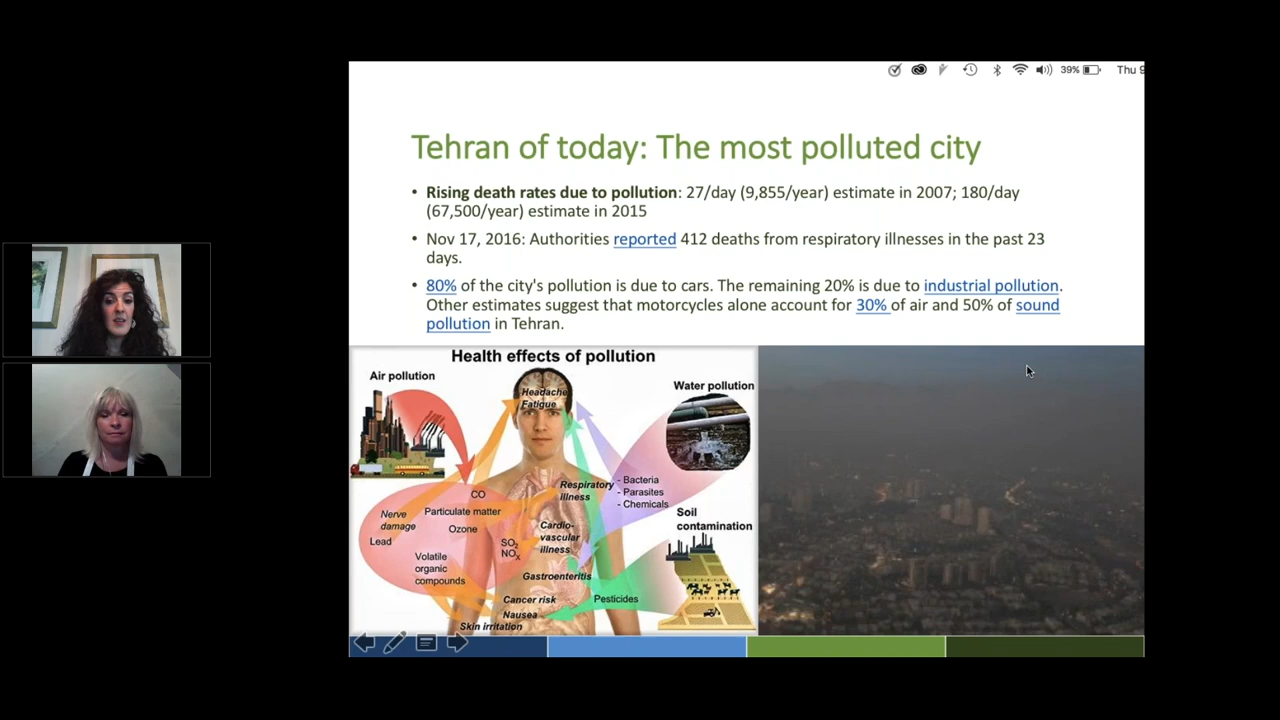 39%
Thu 9
Tehran of today: The most polluted city
• Rising death rates due to pollution: 27/day (9,855/year) estimate in 2007; 180/day
(67,500/year) estimate in 2015
• Nov 17, 2016: Authorities reported 412 deaths from respiratory illnesses in the past 23
days.
• 80% of the city's pollution is due to cars. The remaining 20% is due to industrial pollution.
Other estimates suggest that motorcycles alone account for 30% of air and 50% of sound
pollution in Tehran.
Health effects of pollution
Air pollution
Water pollution
Headache
Fatigue
- Bacteria
- Parasites
- Chemicals
Respiratory
illness
CO
Particulate matter
Nerve
damage
Ozone
Lead
Soil
contamination
Cardio-
vascular
illness
SO2
NOX
Volatile
organic
compounds
Gastroenteritis
Cancer risk
Pesticides
Nausea
Skin irritation